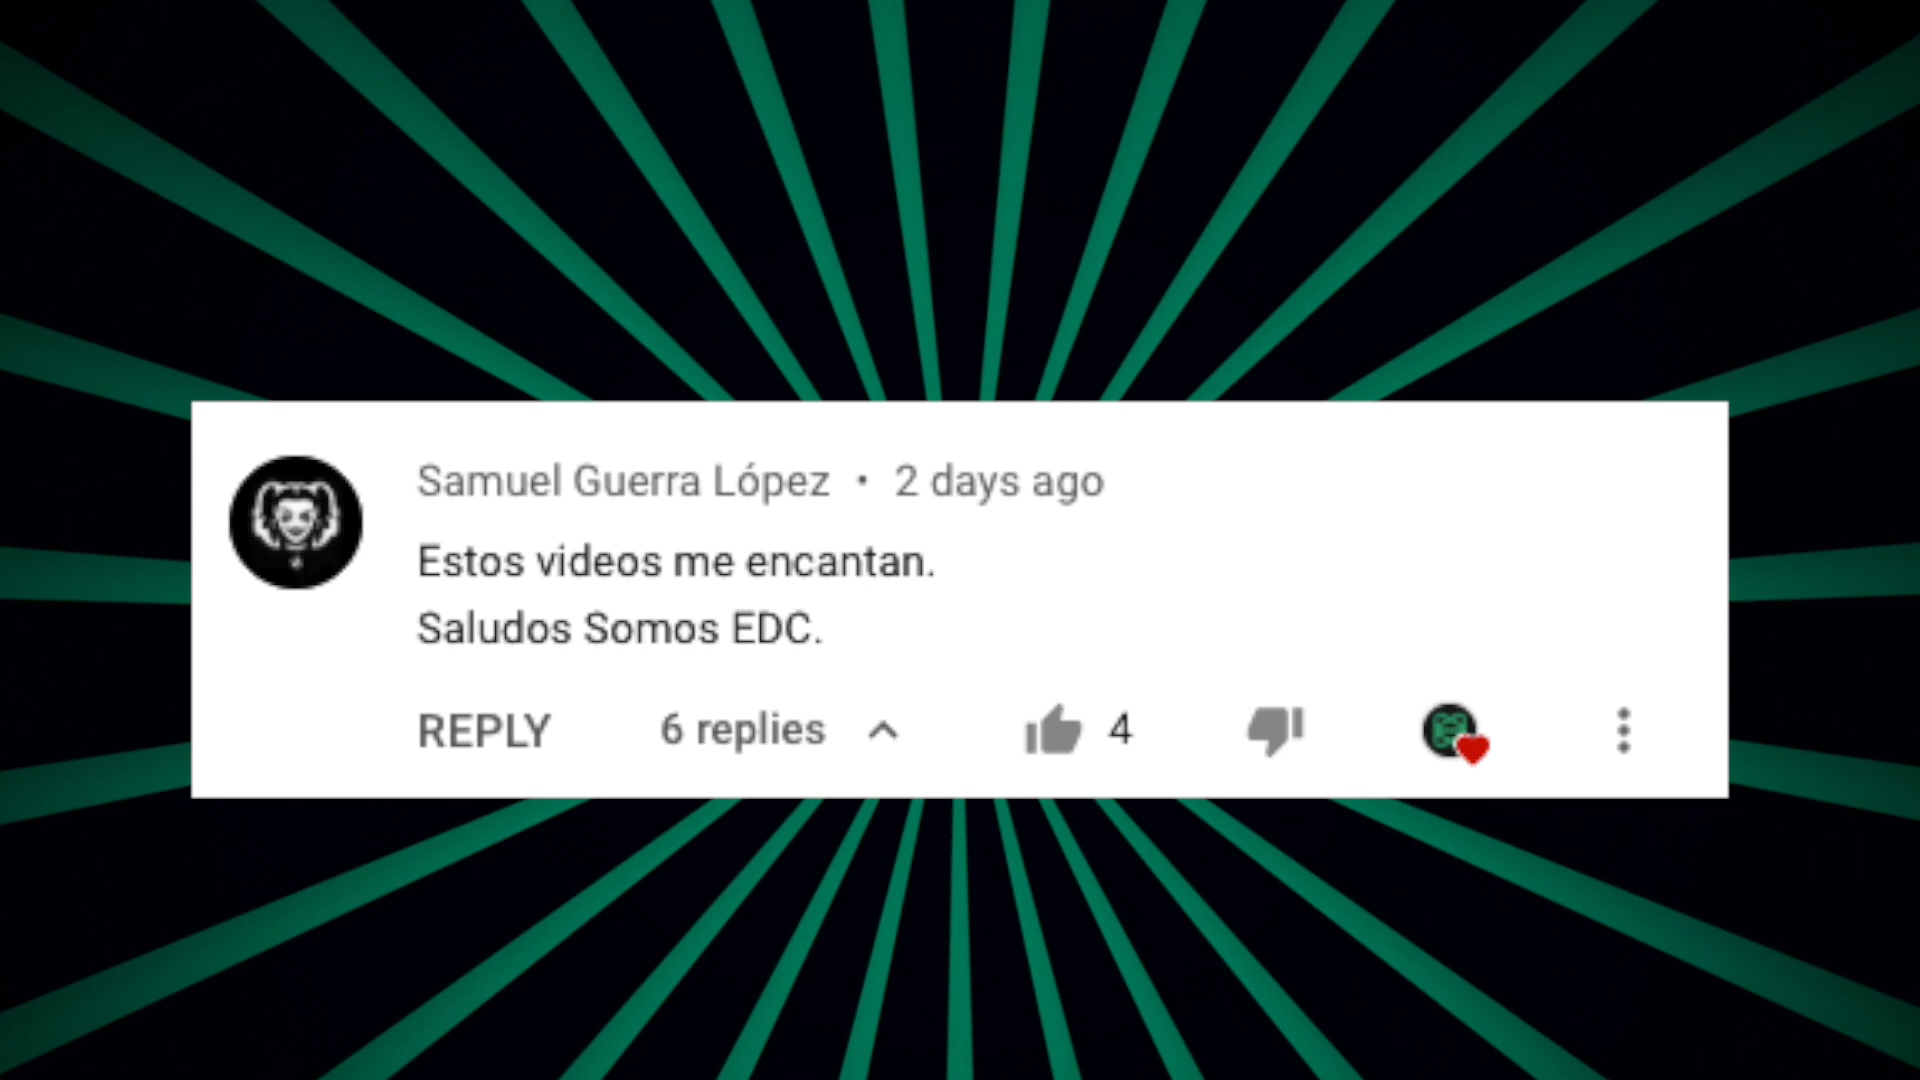 Samuel Guerra López • 2 days ago
Estos videos me encantan.
Saludos Somos EDC.
REPLY 6 replies 4